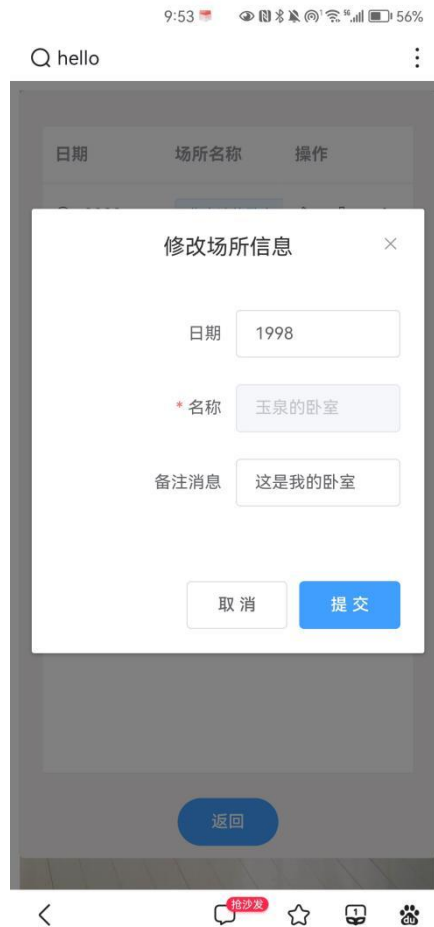 9:53 56%
hello
日期 场所名称 操作
修改场所信息
日期 1998
* 名称 玉泉的卧室
备注消息 这是我的卧室
取消 提交
返回
抢沙发
1
du